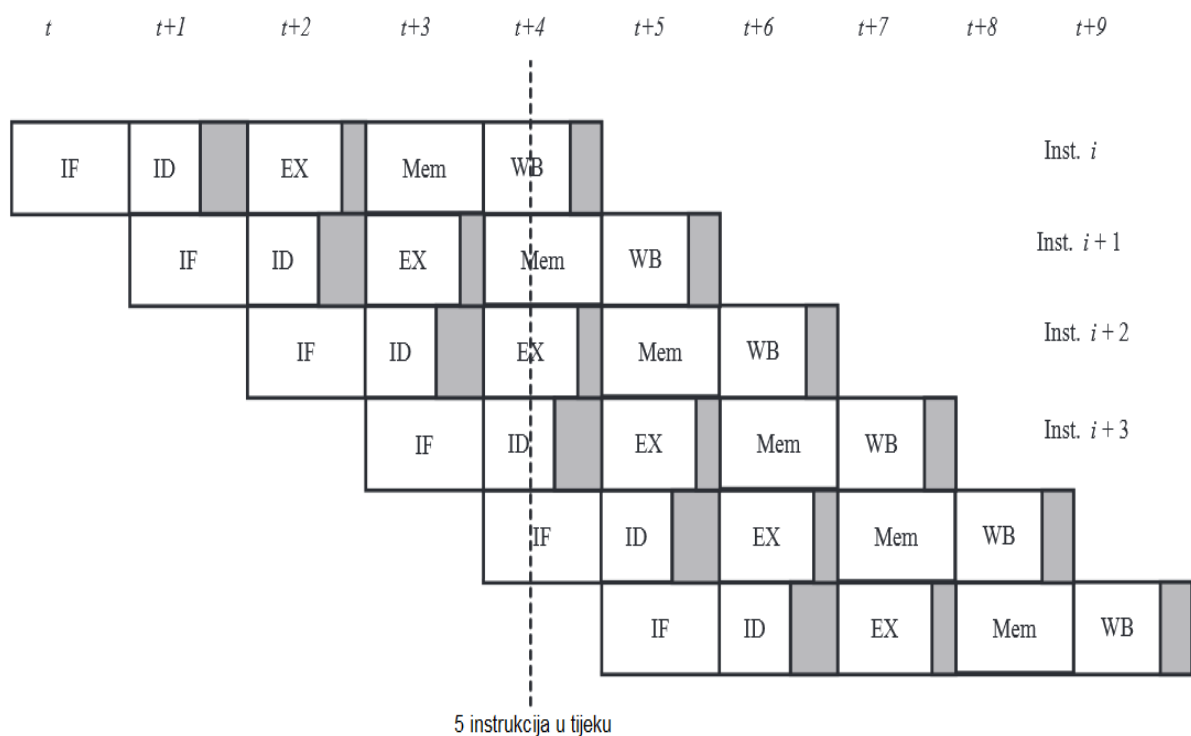 t t+1 t+2 t+3 t+4 t+5 t+6 t+7 t+8 t+9
IF ID EX Mem WB Inst. i
IF ID EX Mem WB Inst. i + 1
IF ID EX Mem WB Inst. i + 2
IF ID EX Mem WB Inst. i + 3
IF ID EX Mem WB
IF ID EX Mem WB
5 instrukcija u tijeku